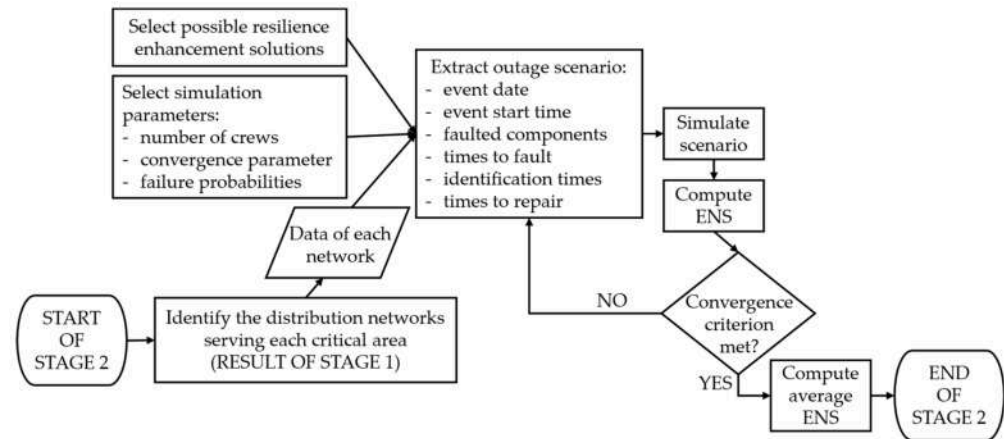 Select possible resilience
enhancement solutions
Select simulation
parameters:
- number of crews
- convergence parameter
- failure probabilities
Data of each
network
START
OF
STAGE 2
Identify the distribution networks
serving each critical area
(RESULT OF STAGE 1)
Extract outage scenario:
- event date
- event start time
- faulted components
- times to fault
- identification times
- times to repair
Simulate
scenario
Compute
ENS
Convergence
criterion
met?
NO
YES
Compute
average
ENS
END
OF
STAGE 2